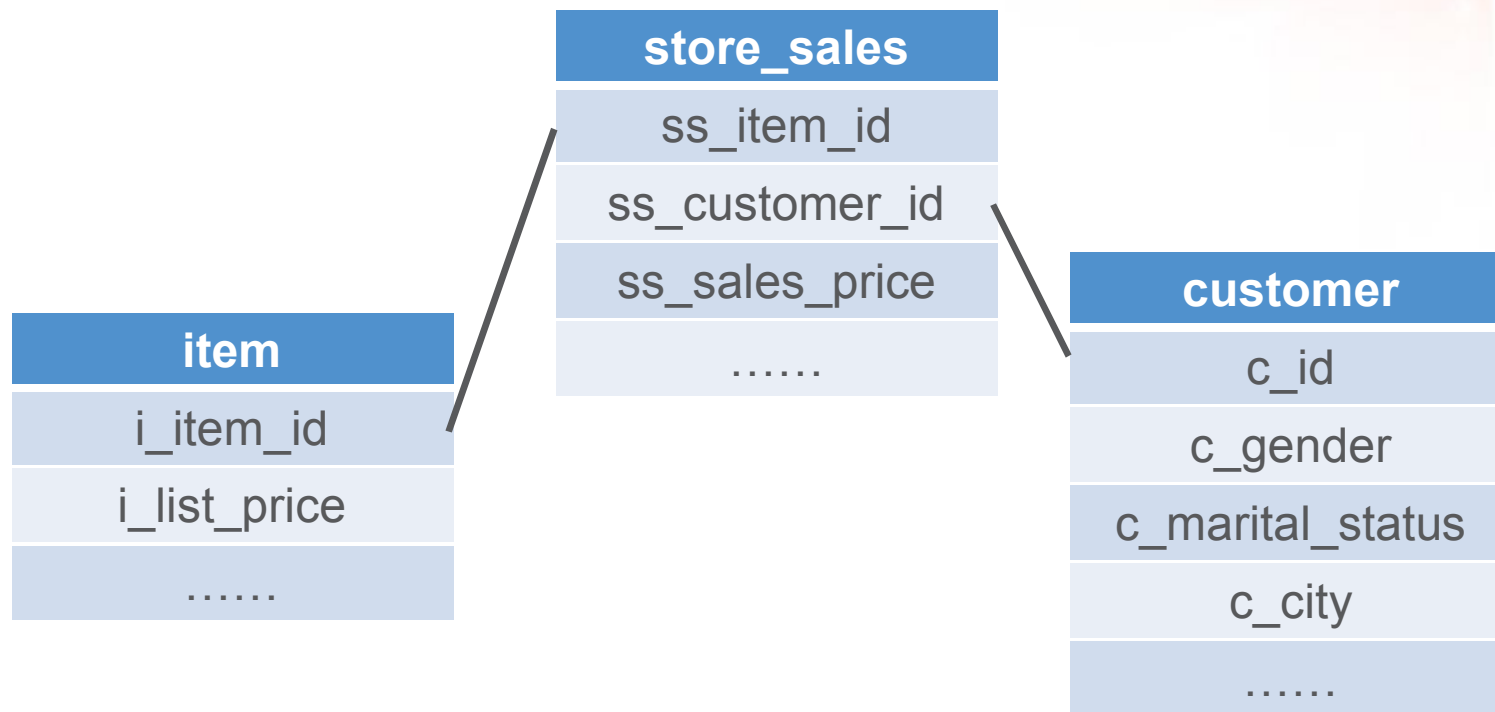 store_sales
ss_item_id
ss_customer_id
ss_sales_price
......
item
i_item_id
i_list_price
......
customer
c_id
c_gender
c_marital_status
c_city
......